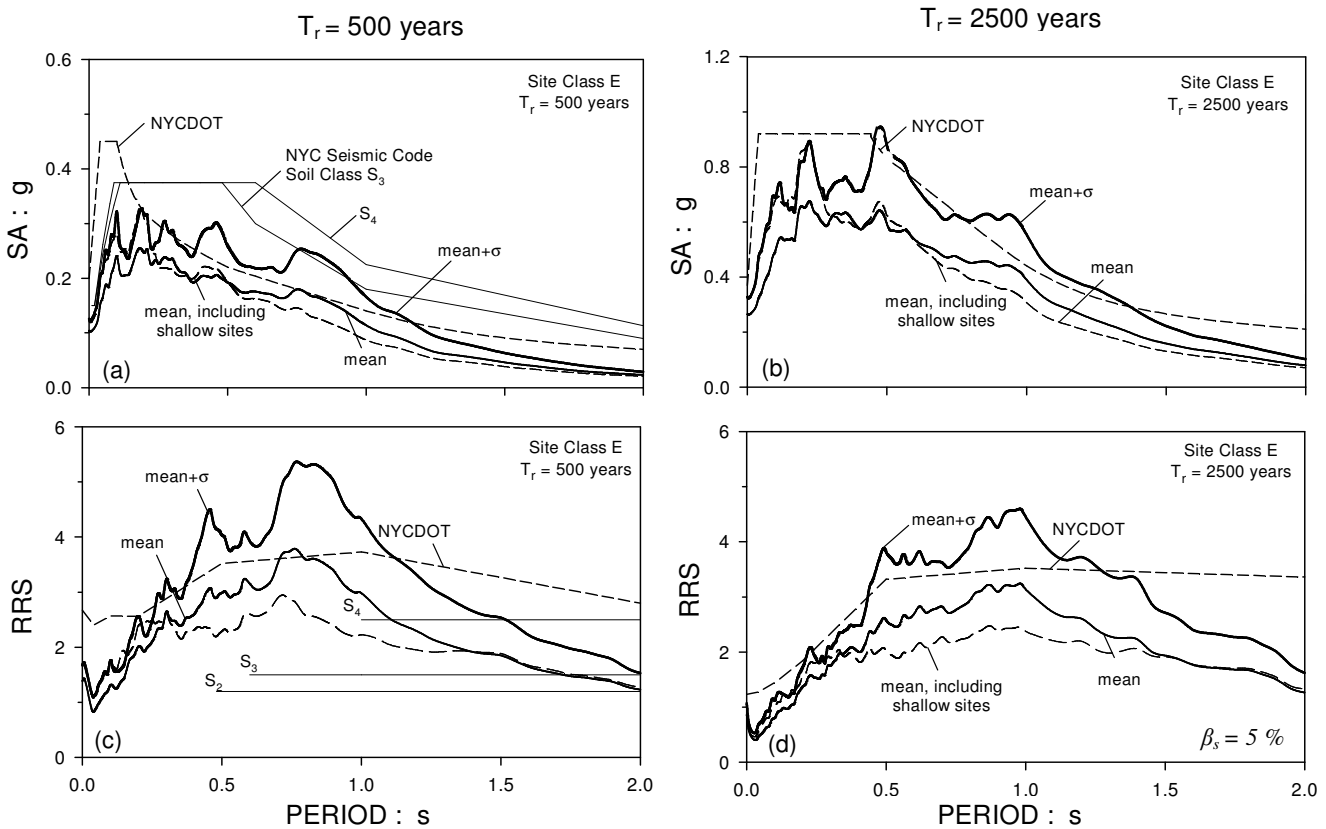 T_r = 500 years
T_r = 2500 years
0.6
0.4
0.2
0.0
SA : g
Site Class E
T_r = 500 years
NYCDOT
NYC Seismic Code
Soil Class S_3
S_4
mean+σ
mean, including
shallow sites
mean
(a)
1.2
0.8
0.4
0.0
SA : g
Site Class E
T_r = 2500 years
NYCDOT
mean+σ
mean
mean, including
shallow sites
(b)
6
4
2
0
RRS
Site Class E
T_r = 500 years
mean+σ
mean
NYCDOT
S_4
S_3
S_2
(c)
0.0
0.5
1.0
1.5
2.0
PERIOD : s
6
4
2
0
RRS
Site Class E
T_r = 2500 years
mean+σ
NYCDOT
mean, including
shallow sites
mean
(d)
β_s = 5 %
0.0
0.5
1.0
1.5
2.0
PERIOD : s